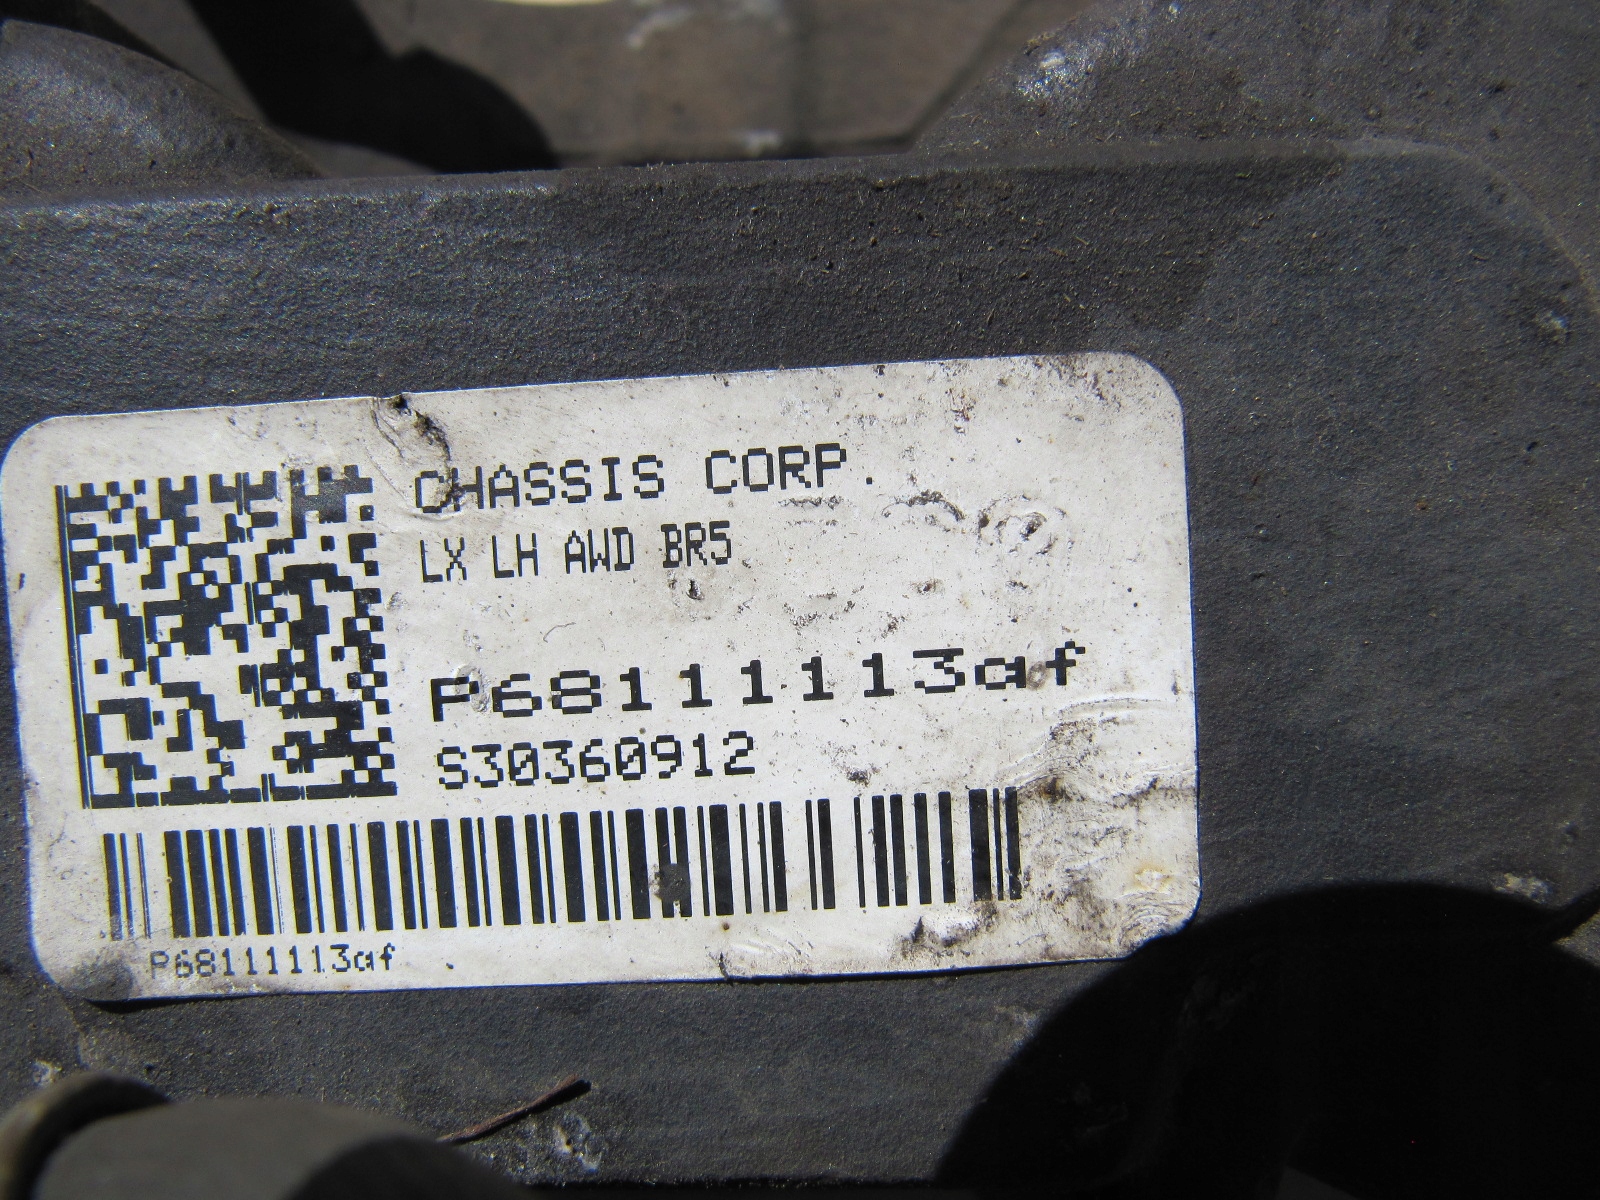 CHASSIS CORP.
LX LH AWD BR5
P68111113af
S30360912
P68111113af